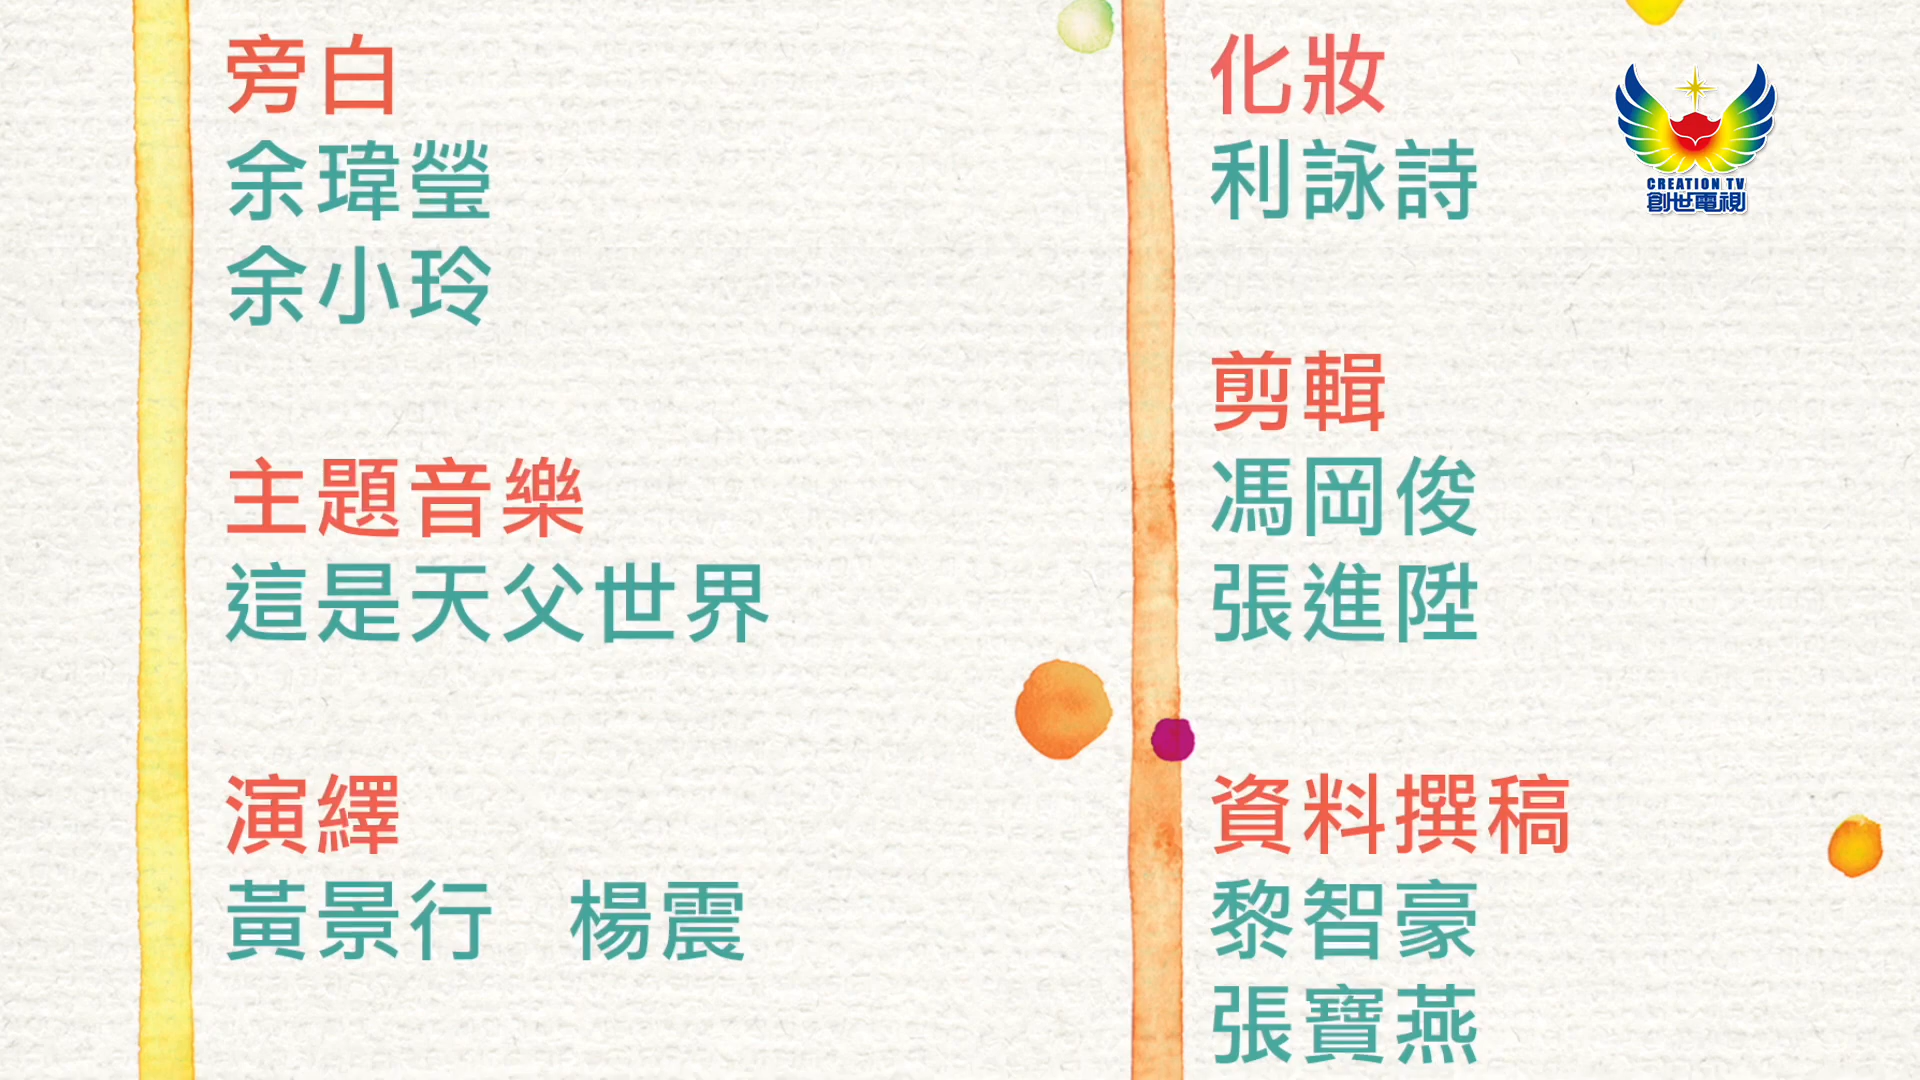 旁白
余瑋瑩
余小玲
主題音樂
這是天父世界
演繹
黃景行 楊震
化妝
利詠詩
剪輯
馮岡俊
張進陞
資料撰稿
黎智豪
張寶燕
CREATION TV
創世電視